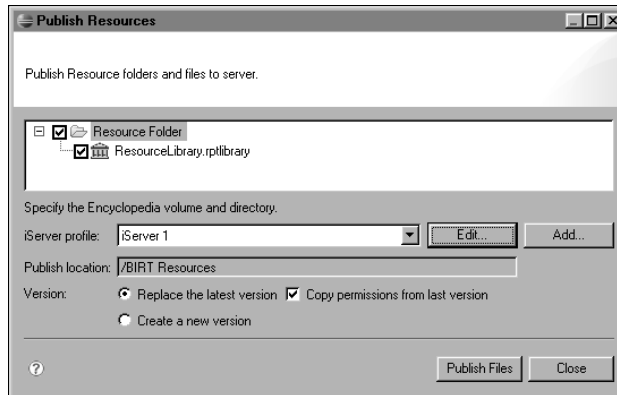 Publish Resources
Publish Resource folders and files to server.
Resource Folder
ResourceLibrary.rptlibrary
Specify the Encyclopedia volume and directory.
iServer profile: iServer 1 Edit... Add...
Publish location: /BIRT Resources
Version: Replace the latest version Copy permissions from last version
Create a new version
? Publish Files Close